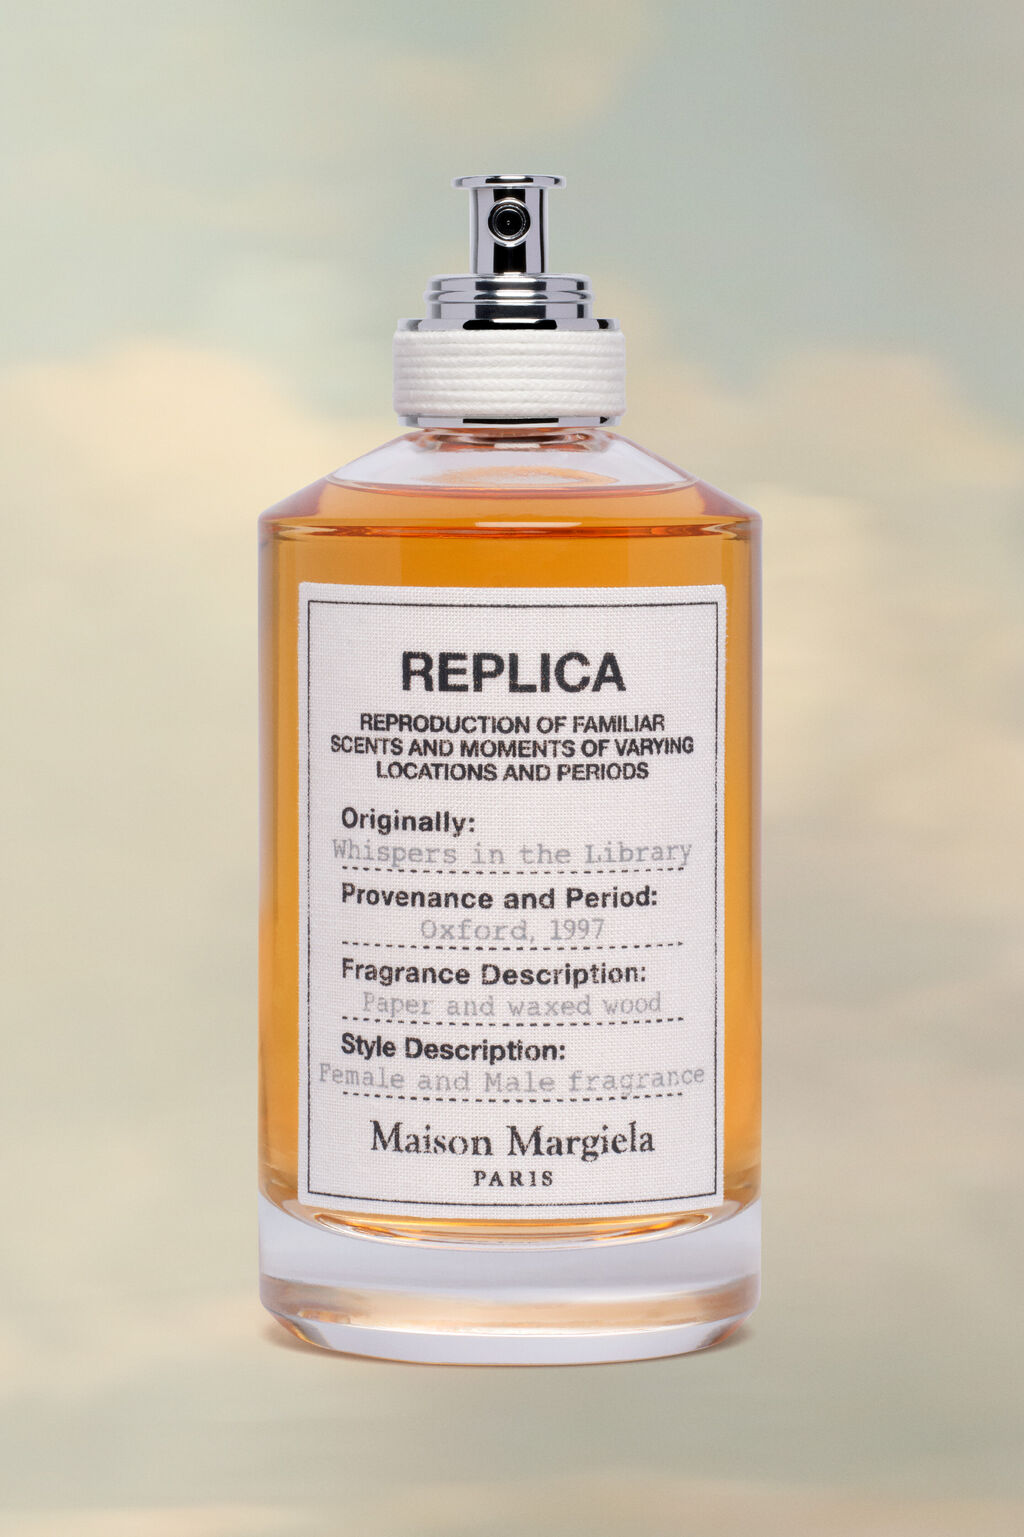 REPLICA
REPRODUCTION OF FAMILIAR
SCENTS AND MOMENTS OF VARYING
LOCATIONS AND PERIODS
Originally:
Whispers in the Library
Provenance and Period:
Oxford, 1997
Fragrance Description:
Paper and waxed wood
Style Description:
Female and Male fragrance
Maison Margiela
PARIS